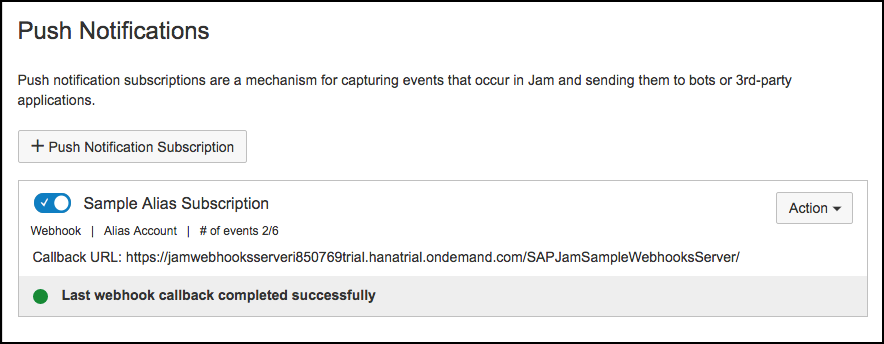 Push Notifications
Push notification subscriptions are a mechanism for capturing events that occur in Jam and sending them to bots or 3rd-party
applications.
+ Push Notification Subscription
Sample Alias Subscription
Action
Webhook | Alias Account | # of events 2/6
Callback URL: https://jamwebhooksserveri850769trial.hanatrial.ondemand.com/SAPJamSampleWebhooksServer/
Last webhook callback completed successfully